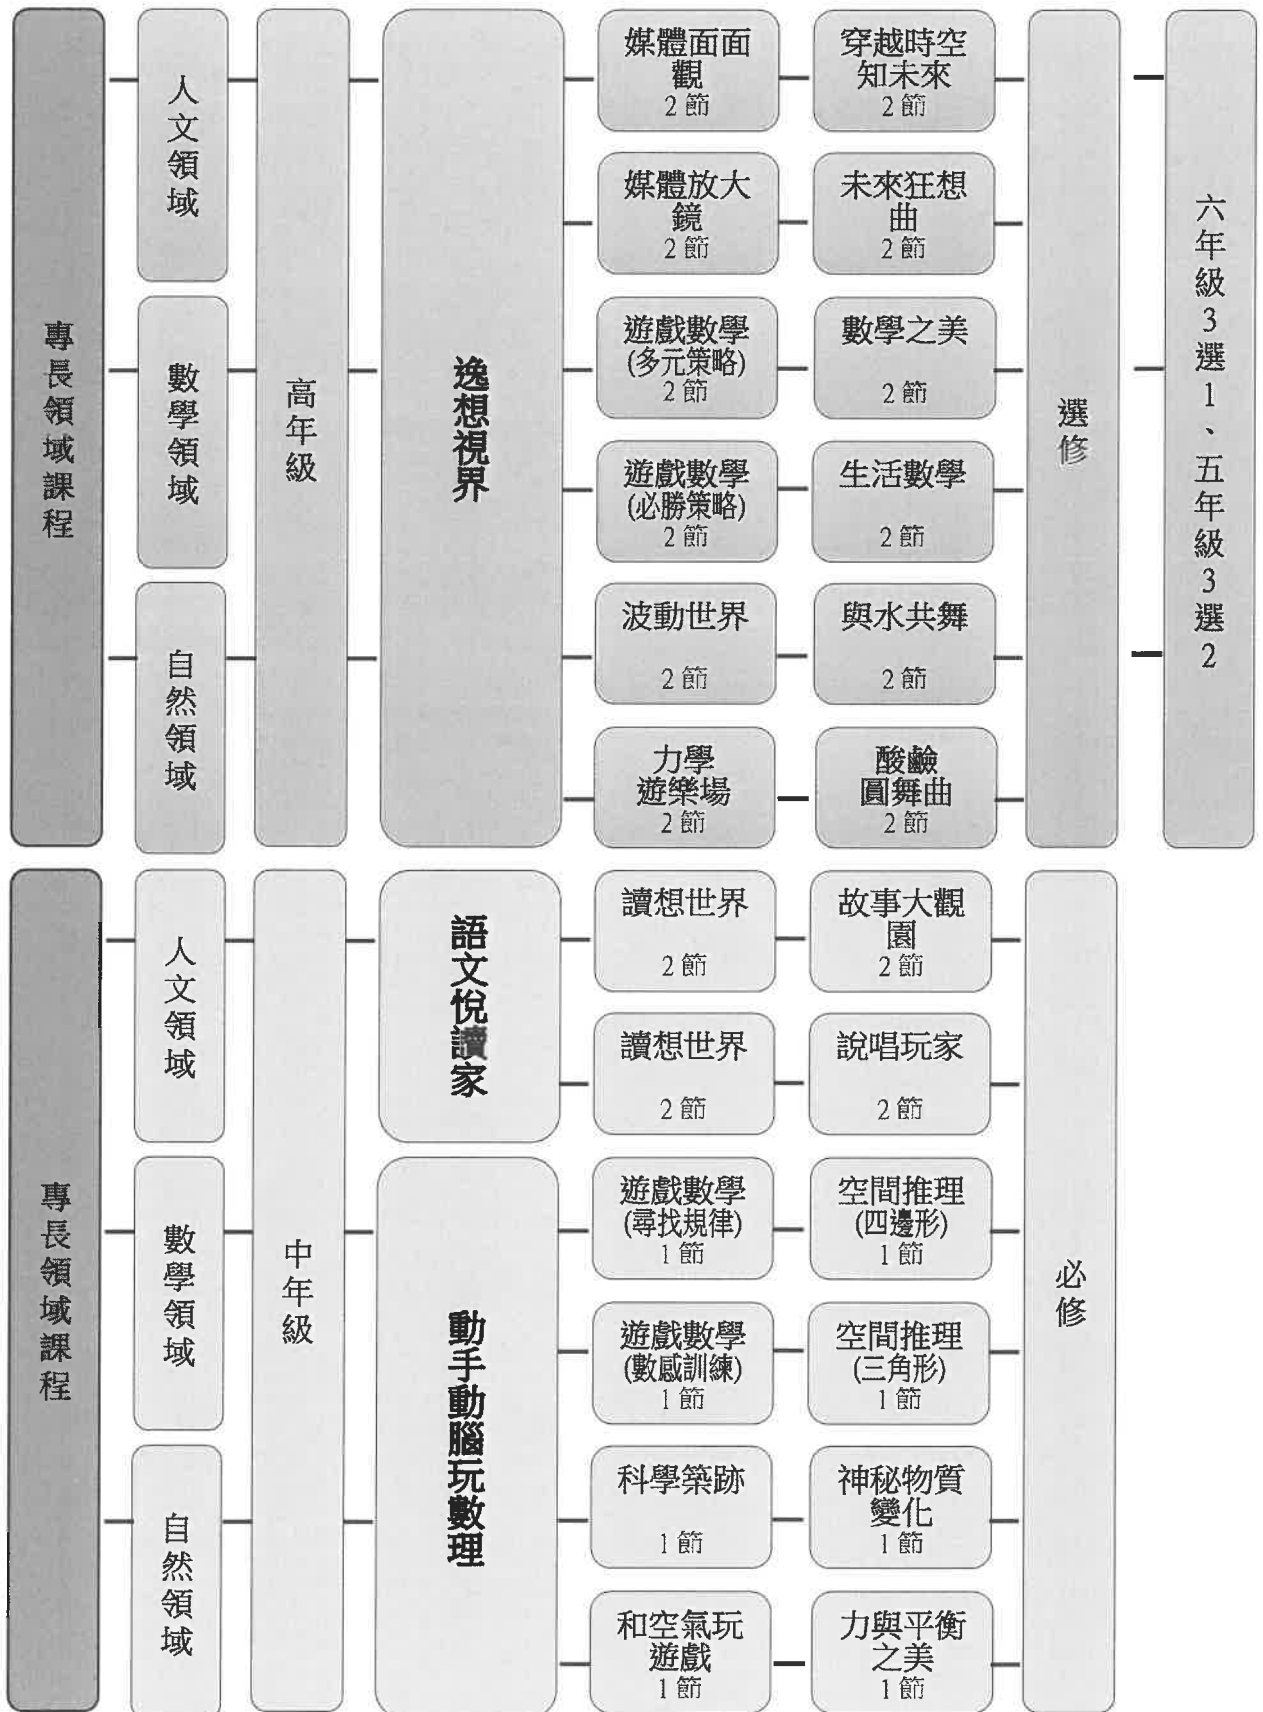 專長領域課程
人文領域
數學領域
自然領域
高年級
逸想視界
媒體面面
觀
2 節
穿越時空
知未來
2 節
媒體放大
鏡
2 節
未來狂想
曲
2 節
遊戲數學
(多元策略)
2 節
數學之美
2 節
遊戲數學
(必勝策略)
2 節
生活數學
2 節
波動世界
2 節
與水共舞
2 節
力學
遊樂場
2 節
酸鹼
圓舞曲
2 節
選修
六年級3選1、五年級3選2
專長領域課程
人文領域
數學領域
自然領域
中年級
語文悅讀家
動手動腦玩數理
讀想世界
2 節
故事大觀
園
2 節
讀想世界
2 節
說唱玩家
2 節
遊戲數學
(尋找規律)
1 節
空間推理
(四邊形)
1 節
遊戲數學
(數感訓練)
1 節
空間推理
(三角形)
1 節
科學築跡
1 節
神秘物質
變化
1 節
和空氣玩
遊戲
1 節
力與平衡
之美
1 節
必修